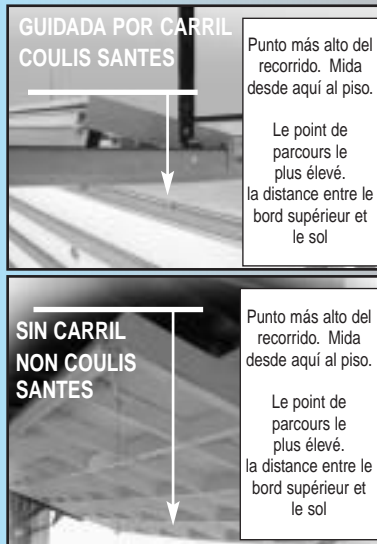 GUIDADA POR CARRIL
COULIS SANTES
Punto más alto del
recorrido. Mida
desde aquí al piso.
Le point de
parcours le
plus élevé.
la distance entre le
bord supérieur et
le sol
SIN CARRIL
NON COULIS
SANTES
Punto más alto del
recorrido. Mida
desde aquí al piso.
Le point de
parcours le
plus élevé.
la distance entre le
bord supérieur et
le sol